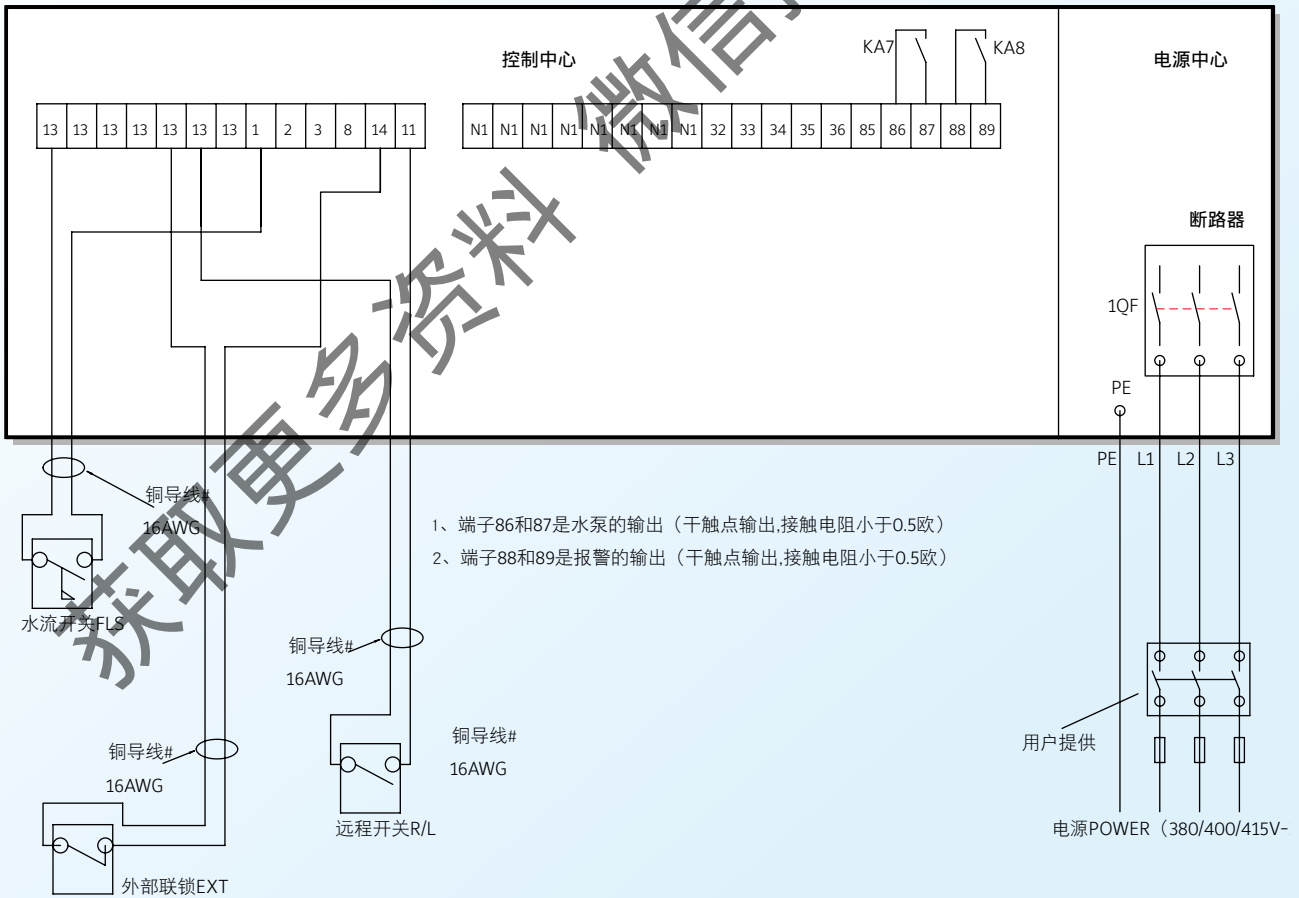 控制中心
KA7
KA8
电源中心
13 13 13 13 13 13 13 1 2 3 8 14 11
N1 N1 N1 N1 N1 N1 N1 N1 32 33 34 35 36 85 86 87 88 89
断路器
1QF
PE
PE L1 L2 L3
铜导线#
16AWG
1、端子86和87是水泵的输出（干触点输出,接触电阻小于0.5欧）
2、端子88和89是报警的输出（干触点输出,接触电阻小于0.5欧）
水流开关FLS
铜导线#
16AWG
铜导线#
16AWG
铜导线#
16AWG
用户提供
远程开关R/L
电源POWER（380/400/415V-
外部联锁EXT
获取更多资料 微信